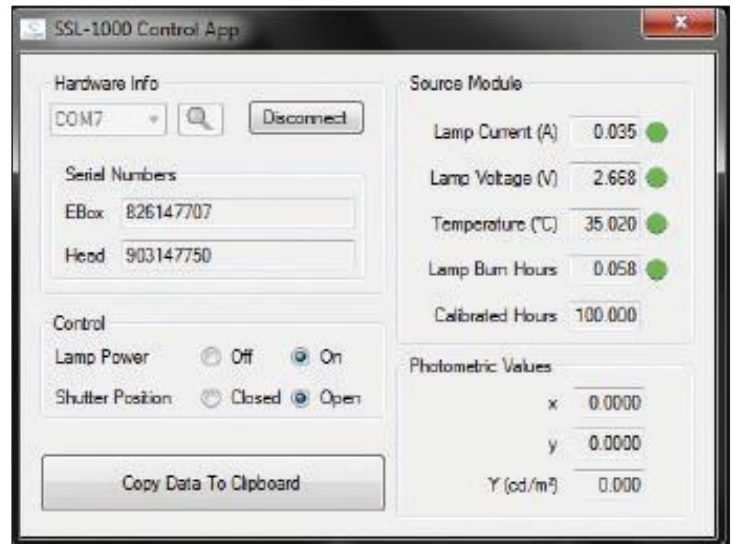 SSL-1000 Control App
Hardware Info
COM7
Disconnect
Serial Numbers
EBox 826147707
Head 903147750
Control
Lamp Power Off On
Shutter Position Closed Open
Copy Data To Clipboard
Source Module
Lamp Current (A) 0.035
Lamp Voltage (V) 2.668
Temperature (°C) 35.020
Lamp Burn Hours 0.058
Calibrated Hours 100.000
Photometric Values
x 0.0000
y 0.0000
Y (cd/m²) 0.000